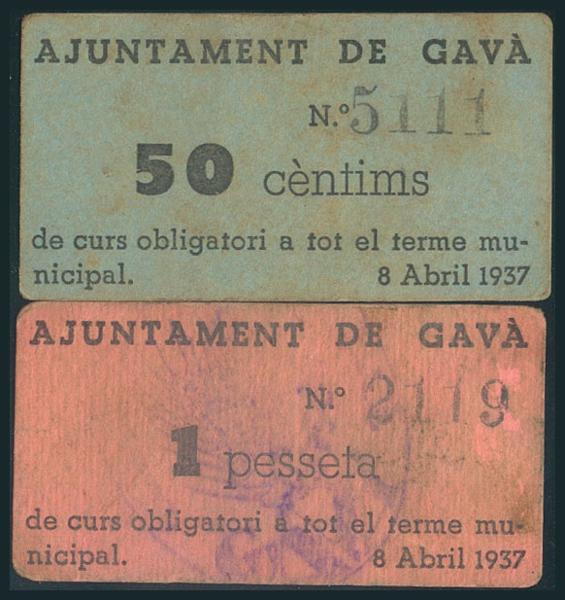 AJUNTAMENT DE GAVÀ
N.º 5111
50 cèntims
de curs obligatori a tot el terme mu-
nicipal. 8 Abril 1937
AJUNTAMENT DE GAVÀ
N.º 2119
1 pesseta
de curs obligatori a tot el terme mu-
nicipal. 8 Abril 1937